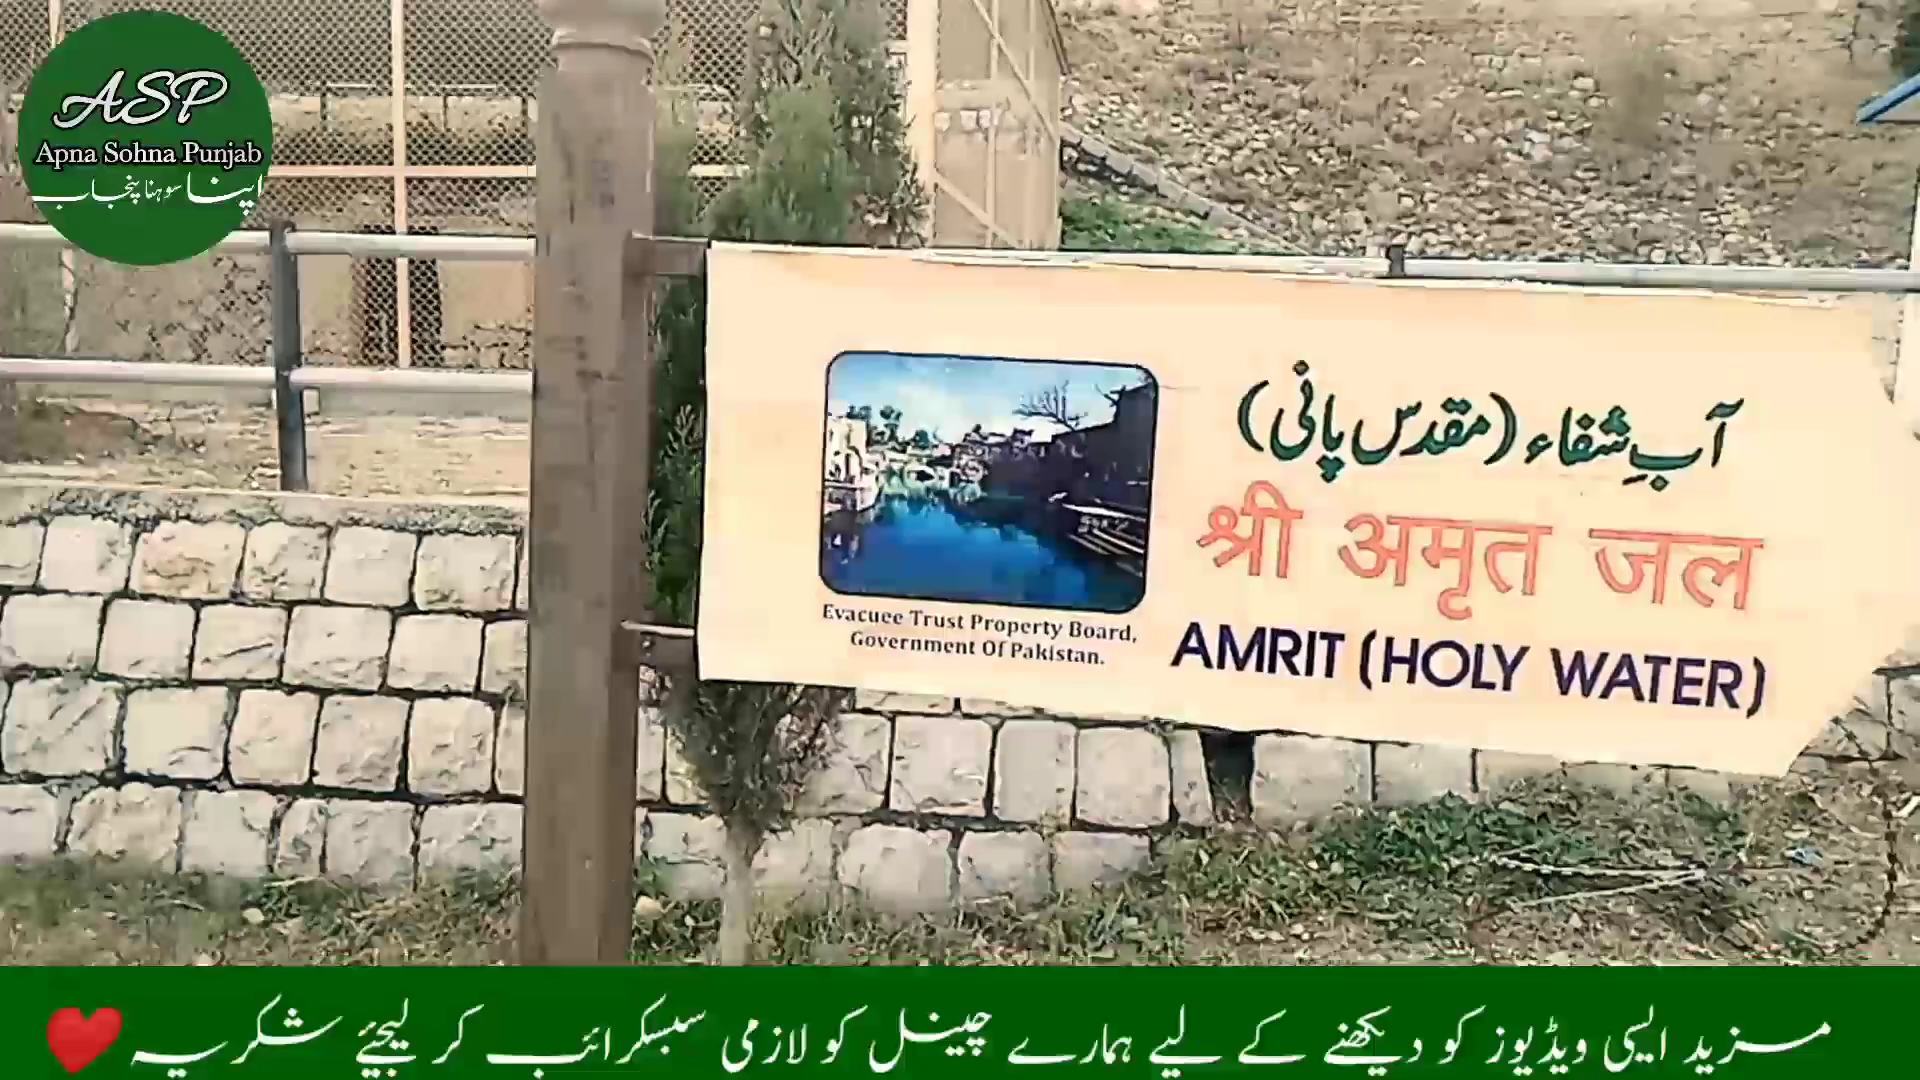 ASP
Apna Sohna Punjab
اپنا سوہنا پنجاب
آبِ شفاء (مقدس پانی)
श्री अमृत जल
AMRIT (HOLY WATER)
Evacuee Trust Property Board,
Government Of Pakistan.
مزید ایسی ویڈیوز کو دیکھنے کے لیے ہمارے چینل کو لازمی سبسکرائب کر لیجئے شکریہ